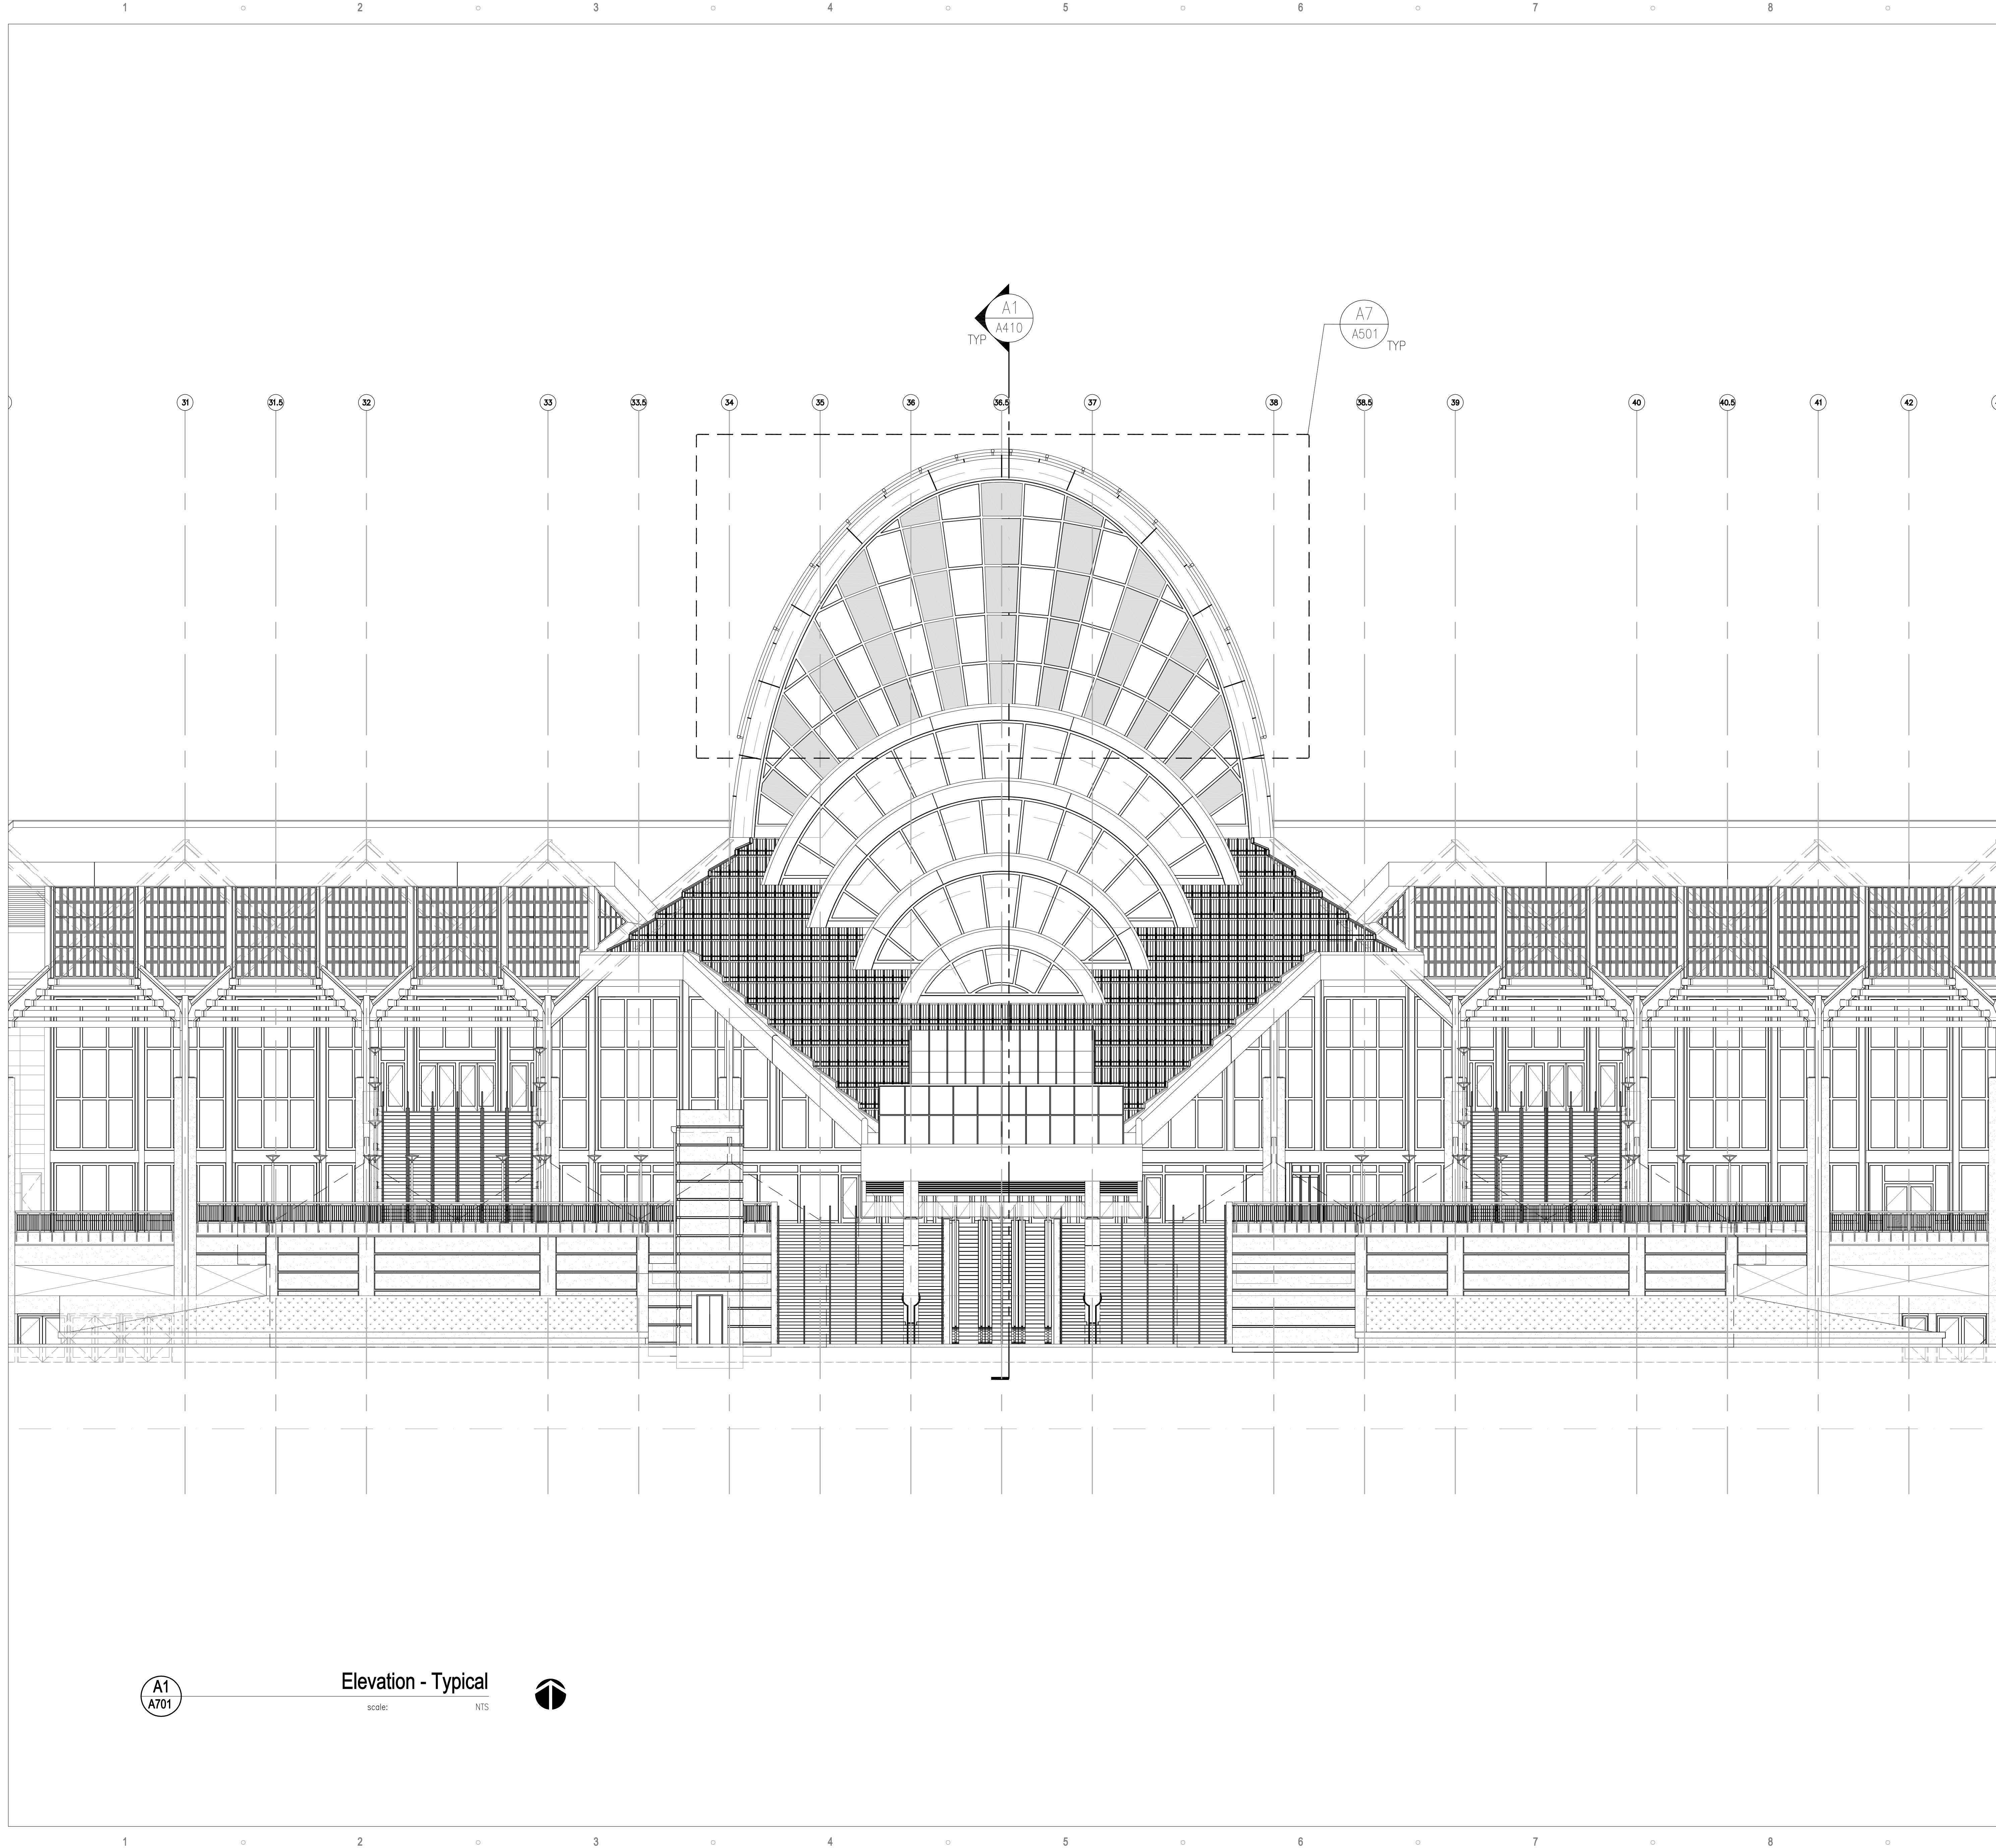 1 2 3 4 5 6 7 8
A1
A410
TYP
A7
A501
TYP
31 31.5 32 33 33.5 34 35 36 36.5 37 38 38.5 39 40 40.5 41 42
A1
A701
Elevation - Typical
scale: NTS
1 2 3 4 5 6 7 8